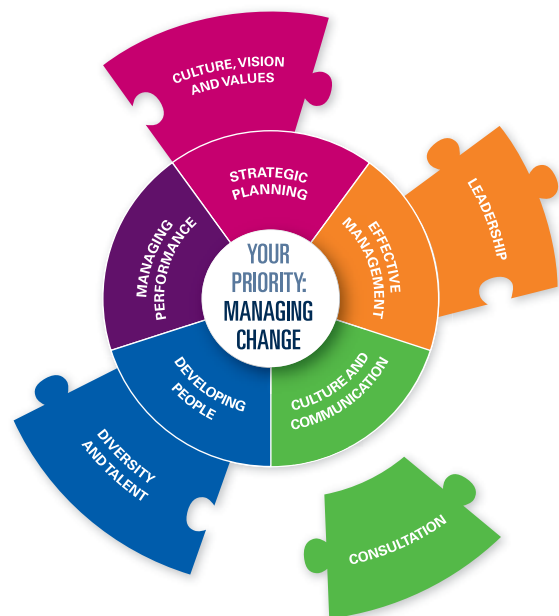 CULTURE, VISION
AND VALUES
STRATEGIC
PLANNING
LEADERSHIP
EFFECTIVE
MANAGEMENT
MANAGING
PERFORMANCE
YOUR
PRIORITY:
MANAGING
CHANGE
DEVELOPING
PEOPLE
CULTURE AND
COMMUNICATION
DIVERSITY
AND TALENT
CONSULTATION